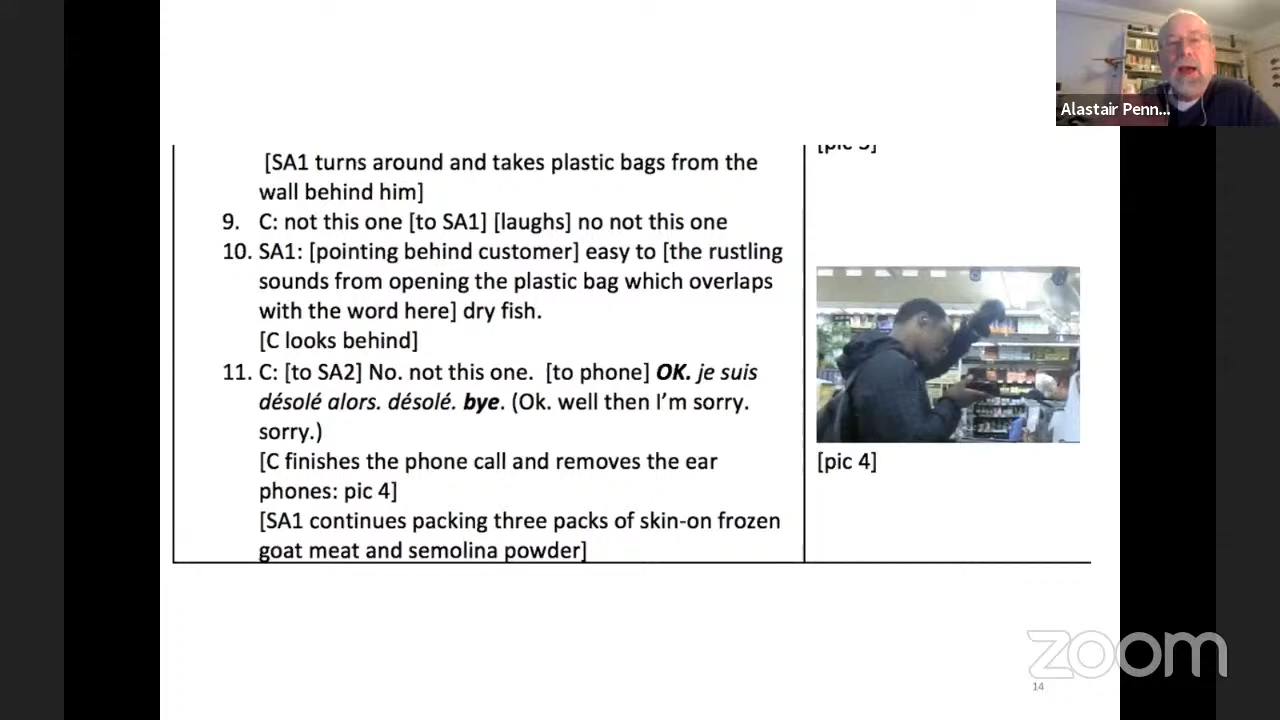 Alastair Penn...
[pic 3]
[SA1 turns around and takes plastic bags from the
wall behind him]
9. C: not this one [to SA1] [laughs] no not this one
10. SA1: [pointing behind customer] easy to [the rustling
sounds from opening the plastic bag which overlaps
with the word here] dry fish.
[C looks behind]
11. C: [to SA2] No. not this one. [to phone] OK. je suis
désolé alors. désolé. bye. (Ok. well then I'm sorry.
sorry.)
[C finishes the phone call and removes the ear
phones: pic 4]
[SA1 continues packing three packs of skin-on frozen
goat meat and semolina powder]
[pic 4]
zoom
14